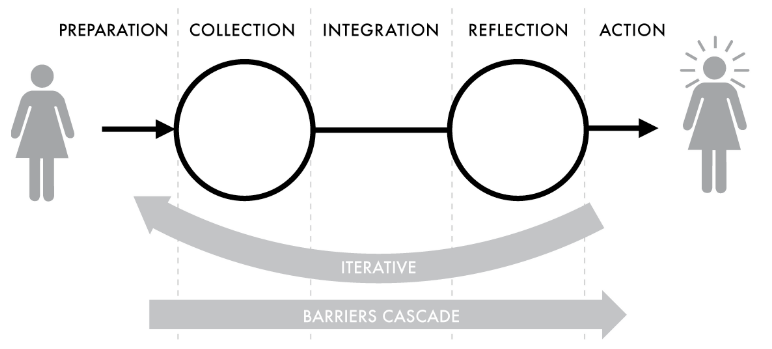 PREPARATION COLLECTION INTEGRATION REFLECTION ACTION
ITERATIVE
BARRIERS CASCADE